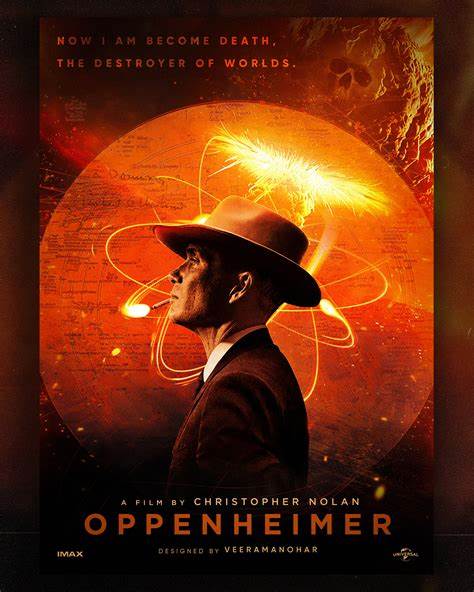 NOW I AM BECOME DEATH,
THE DESTROYER OF WORLDS.
A FILM BY CHRISTOPHER NOLAN
OPPENHEIMER
IMAX
DESIGNED BY VEERAMANOHAR
UNIVERSAL